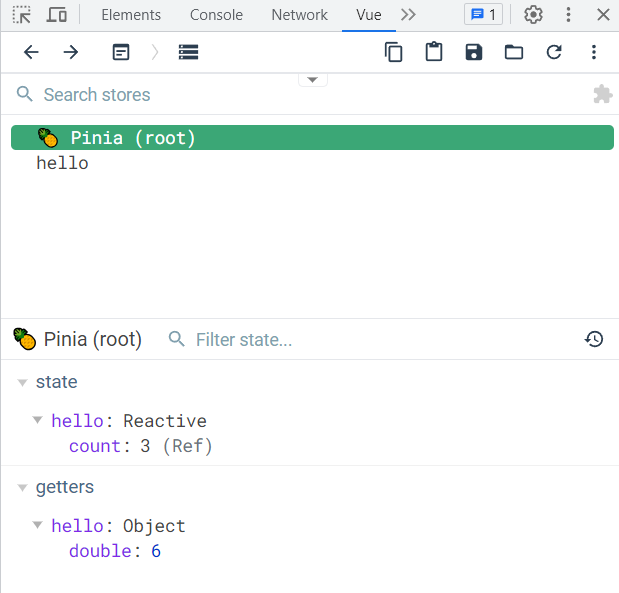 Elements Console Network Vue 1
Search stores
Pinia (root)
hello
Pinia (root) Filter state...
state
hello: Reactive
count: 3 (Ref)
getters
hello: Object
double: 6